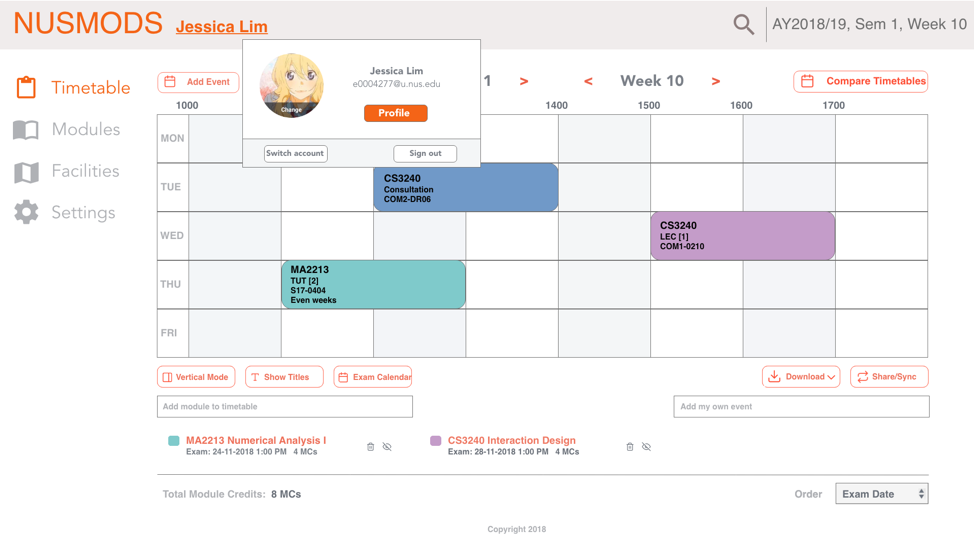 NUSMODS
Jessica Lim
AY2018/19, Sem 1, Week 10
Timetable
Modules
Facilities
Settings
Add Event
Jessica Lim
e0004277@u.nus.edu
Change
Profile
Switch account
Sign out
1 >
< Week 10 >
Compare Timetables
1000
1400
1500
1600
1700
MON
TUE
CS3240
Consultation
COM2-DR06
WED
CS3240
LEC [1]
COM1-0210
THU
MA2213
TUT [2]
S17-0404
Even weeks
FRI
Vertical Mode
Show Titles
Exam Calendar
Download
Share/Sync
Add module to timetable
Add my own event
MA2213 Numerical Analysis I
Exam: 24-11-2018 1:00 PM 4 MCs
CS3240 Interaction Design
Exam: 28-11-2018 1:00 PM 4 MCs
Total Module Credits: 8 MCs
Order
Exam Date
Copyright 2018